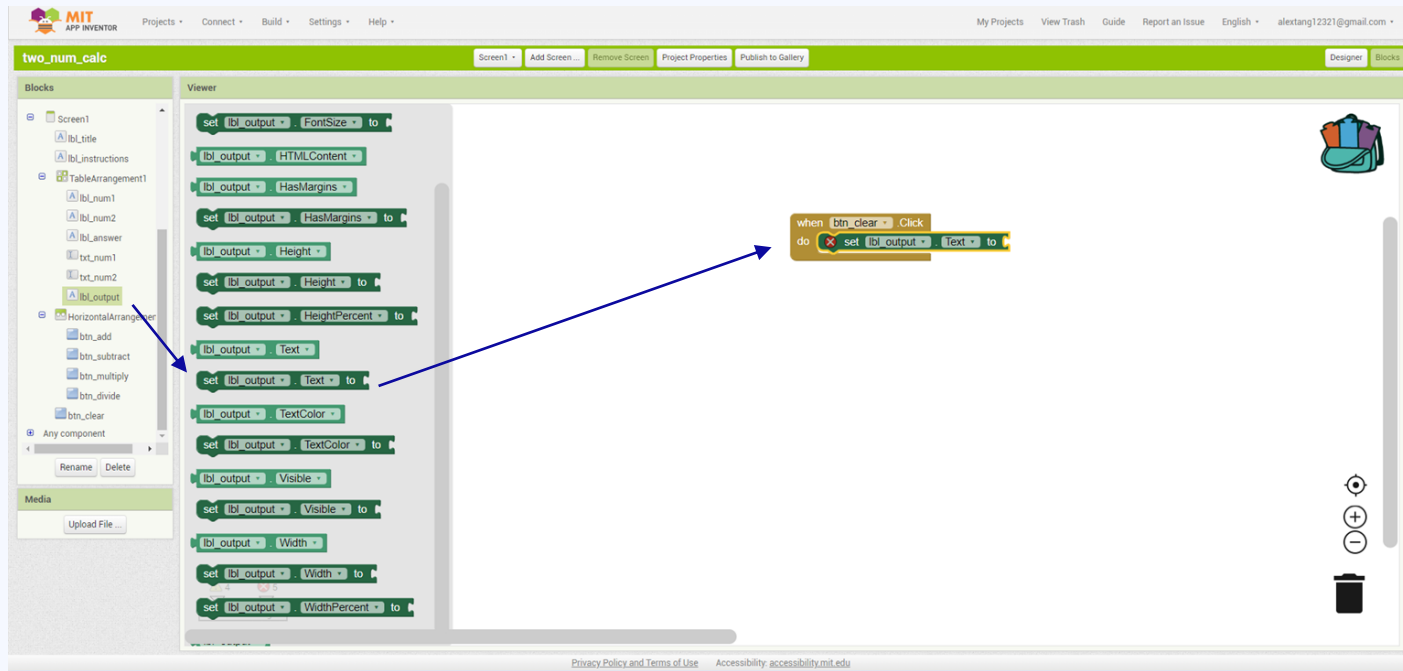 MIT
APP INVENTOR
Projects Connect Build Settings Help
My Projects View Trash Guide Report an Issue English alextang12321@gmail.com
two_num_calc
Screen1 Add Screen ... Remove Screen Project Properties Publish to Gallery
Designer Blocks
Blocks
Screen1
lbl_title
lbl_instructions
TableArrangement1
lbl_num1
lbl_num2
lbl_answer
txt_num1
txt_num2
lbl_output
HorizontalArrangemer
btn_add
btn_subtract
btn_multiply
btn_divide
btn_clear
Any component
Rename Delete
Media
Upload File ...
Viewer
set lbl_output . FontSize to
lbl_output . HTMLContent
lbl_output . HasMargins
set lbl_output . HasMargins to
lbl_output . Height
set lbl_output . Height to
set lbl_output . HeightPercent to
lbl_output . Text
set lbl_output . Text to
lbl_output . TextColor
set lbl_output . TextColor to
lbl_output . Visible
set lbl_output . Visible to
lbl_output . Width
set lbl_output . Width to
4 5
set lbl_output . WidthPercent to
when btn_clear .Click
do set lbl_output . Text to
Privacy Policy and Terms of Use Accessibility: accessibility.mit.edu